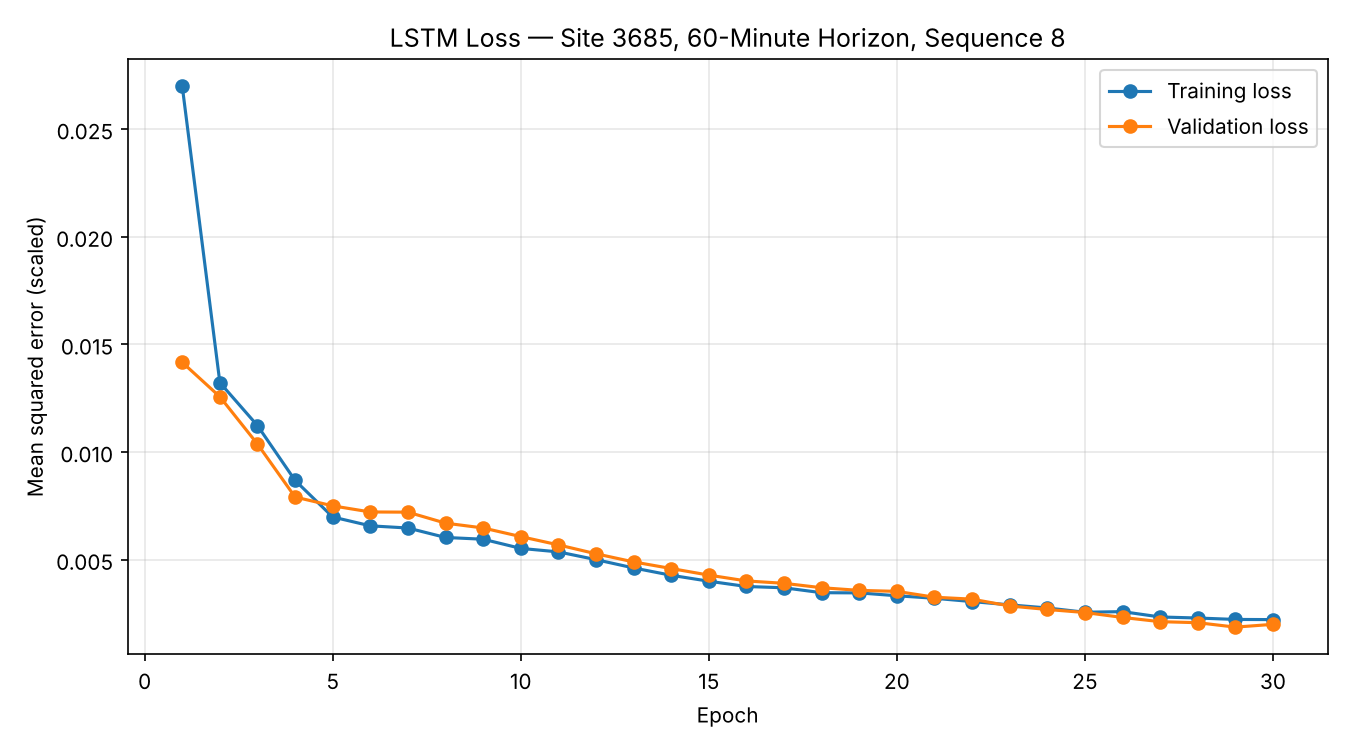 LSTM Loss — Site 3685, 60-Minute Horizon, Sequence 8
Training loss
Validation loss
Mean squared error (scaled)
0.025
0.020
0.015
0.010
0.005
0 5 10 15 20 25 30
Epoch